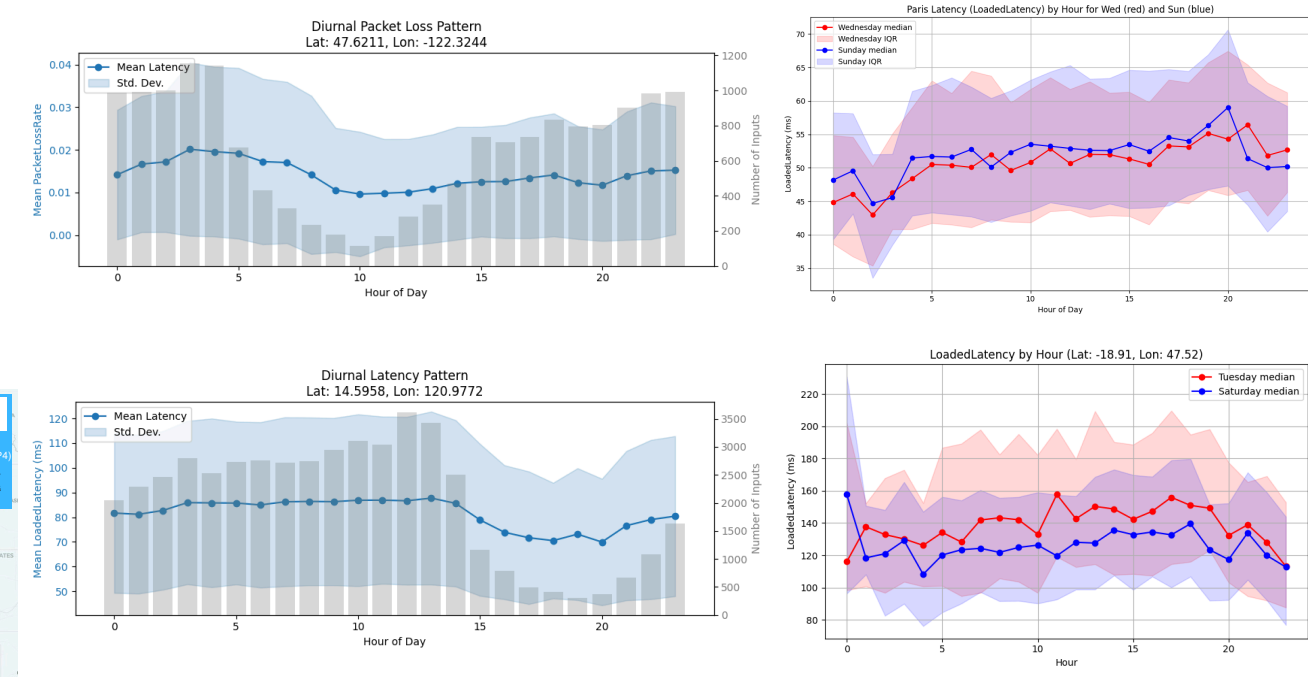 Diurnal Packet Loss Pattern
Lat: 47.6211, Lon: -122.3244
Mean Latency
Std. Dev.
0.04
0.03
0.02
0.01
0.00
Mean PacketLossRate
1200
1000
800
600
400
200
0
Number of Inputs
0 5 10 15 20
Hour of Day
Paris Latency (LoadedLatency) by Hour for Wed (red) and Sun (blue)
Wednesday median
Wednesday IQR
Sunday median
Sunday IQR
70
65
60
55
50
45
40
35
LoadedLatency (ms)
0 5 10 15 20
Hour of Day
Diurnal Latency Pattern
Lat: 14.5958, Lon: 120.9772
Mean Latency
Std. Dev.
120
110
100
90
80
70
60
50
Mean LoadedLatency (ms)
3500
3000
2500
2000
1500
1000
500
0
Number of Inputs
0 5 10 15 20
Hour of Day
LoadedLatency by Hour (Lat: -18.91, Lon: 47.52)
Tuesday median
Saturday median
220
200
180
160
140
120
100
80
LoadedLatency (ms)
0 5 10 15 20
Hour